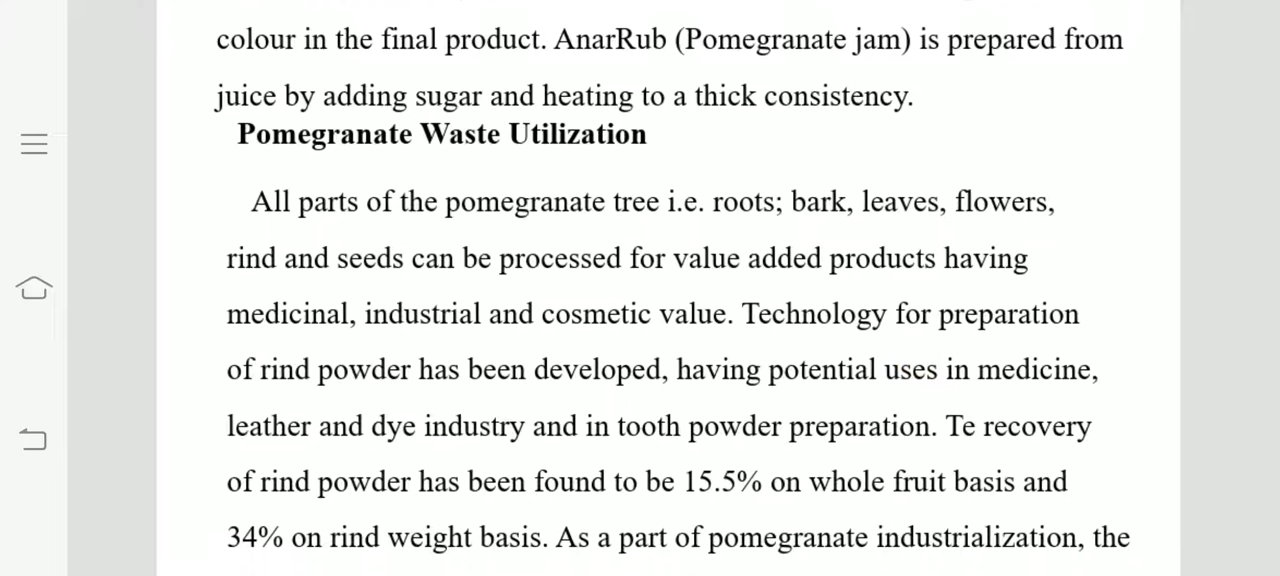 colour in the final product. AnarRub (Pomegranate jam) is prepared from
juice by adding sugar and heating to a thick consistency.
Pomegranate Waste Utilization
All parts of the pomegranate tree i.e. roots; bark, leaves, flowers,
rind and seeds can be processed for value added products having
medicinal, industrial and cosmetic value. Technology for preparation
of rind powder has been developed, having potential uses in medicine,
leather and dye industry and in tooth powder preparation. Te recovery
of rind powder has been found to be 15.5% on whole fruit basis and
34% on rind weight basis. As a part of pomegranate industrialization, the